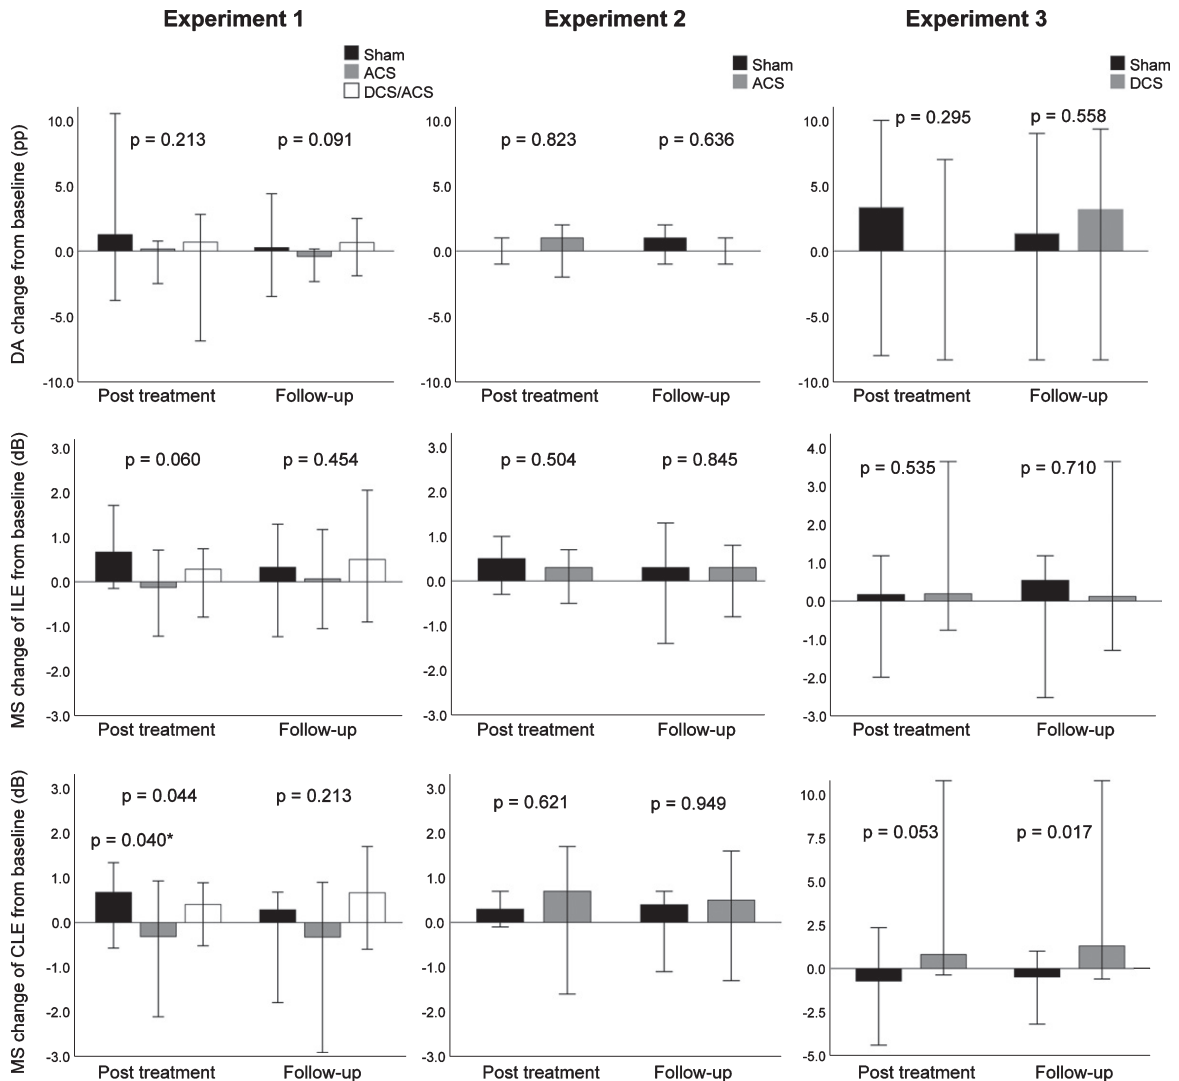 Experiment 1
Experiment 2
Experiment 3
Sham
ACS
DCS/ACS
Sham
ACS
Sham
DCS
DA change from baseline (pp)
10.0
5.0
0.0
-5.0
-10.0
p = 0.213
p = 0.091
Post treatment
Follow-up
10.0
5.0
0.0
-5.0
-10.0
p = 0.823
p = 0.636
Post treatment
Follow-up
10.0
5.0
0.0
-5.0
-10.0
p = 0.295
p = 0.558
Post treatment
Follow-up
MS change of ILE from baseline (dB)
3.0
2.0
1.0
0.0
-1.0
-2.0
-3.0
p = 0.060
p = 0.454
Post treatment
Follow-up
3.0
2.0
1.0
0.0
-1.0
-2.0
-3.0
p = 0.504
p = 0.845
Post treatment
Follow-up
4.0
3.0
2.0
1.0
0.0
-1.0
-2.0
-3.0
p = 0.535
p = 0.710
Post treatment
Follow-up
MS change of CLE from baseline (dB)
3.0
2.0
1.0
0.0
-1.0
-2.0
-3.0
p = 0.044
p = 0.213
p = 0.040*
Post treatment
Follow-up
3.0
2.0
1.0
0.0
-1.0
-2.0
-3.0
p = 0.621
p = 0.949
Post treatment
Follow-up
10.0
7.5
5.0
2.5
0.0
-2.5
-5.0
p = 0.053
p = 0.017
Post treatment
Follow-up